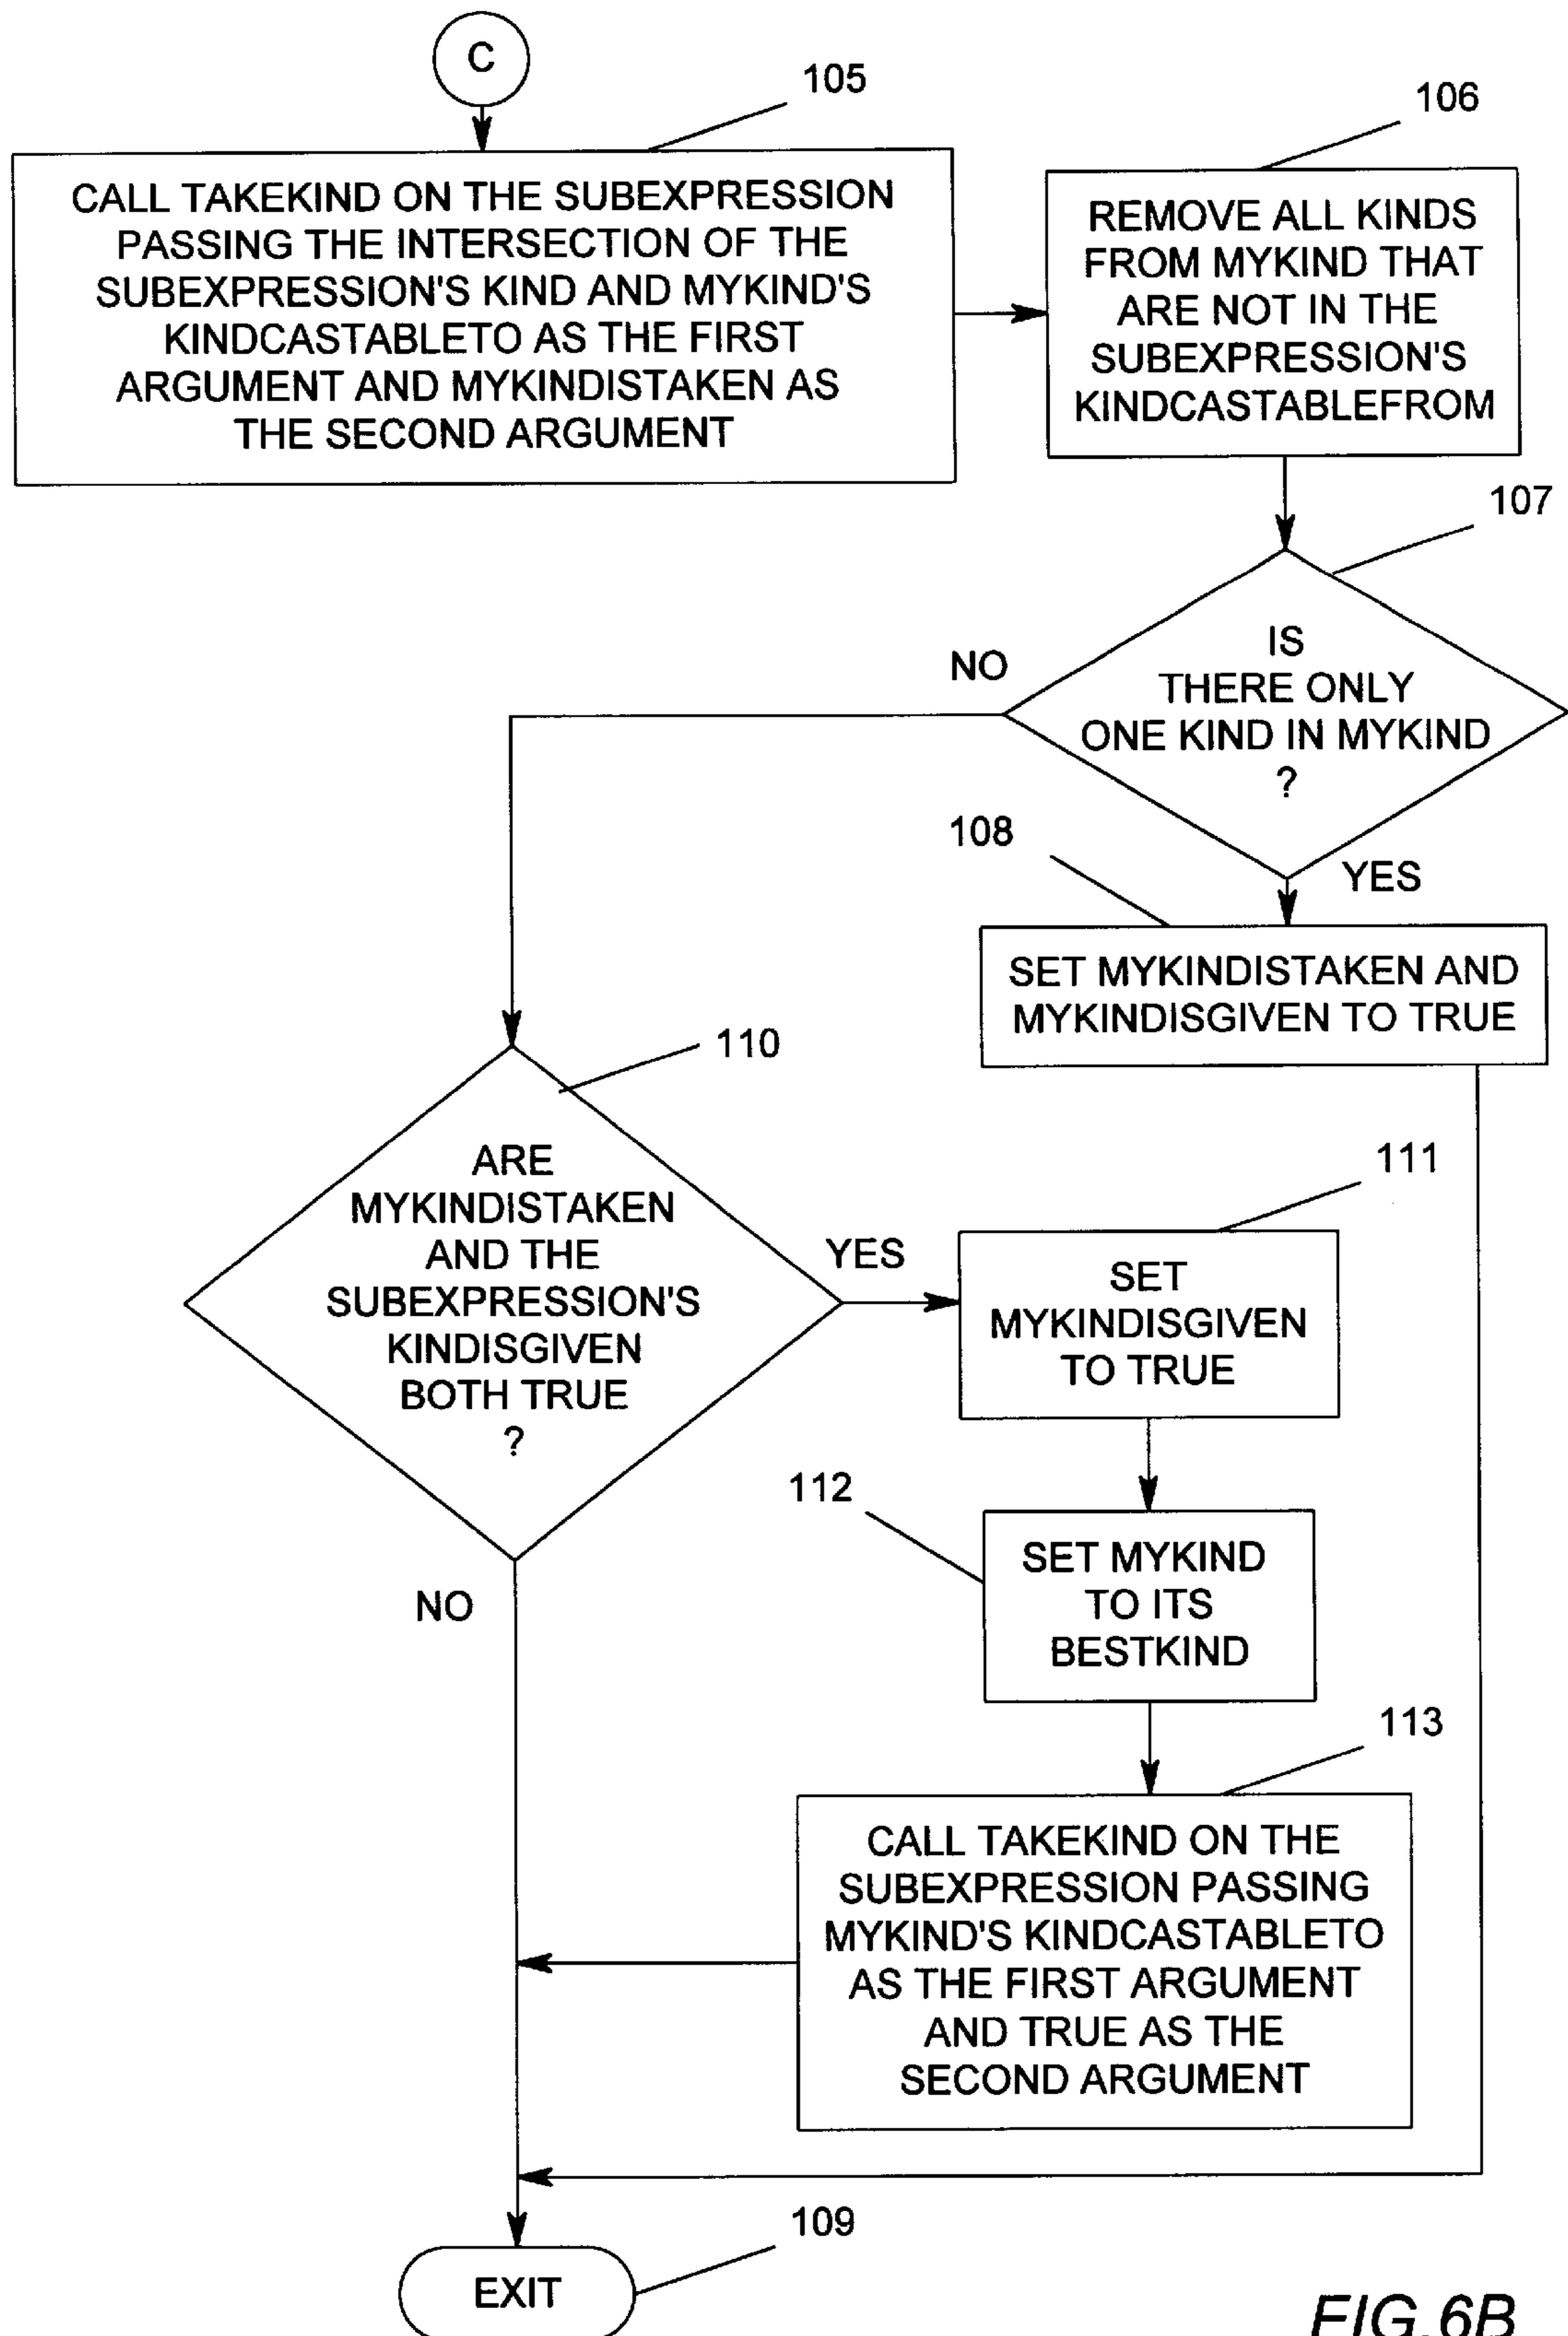 C
105
CALL TAKEKIND ON THE SUBEXPRESSION
PASSING THE INTERSECTION OF THE
SUBEXPRESSION'S KIND AND MYKIND'S
KINDCASTABLETO AS THE FIRST
ARGUMENT AND MYKINDISTAKEN AS
THE SECOND ARGUMENT
106
REMOVE ALL KINDS
FROM MYKIND THAT
ARE NOT IN THE
SUBEXPRESSION'S
KINDCASTABLEFROM
107
IS
THERE ONLY
ONE KIND IN MYKIND
?
NO
YES
108
SET MYKINDISTAKEN AND
MYKINDISGIVEN TO TRUE
110
ARE
MYKINDISTAKEN
AND THE
SUBEXPRESSION'S
KINDISGIVEN
BOTH TRUE
?
YES
NO
111
SET
MYKINDISGIVEN
TO TRUE
112
SET MYKIND
TO ITS
BESTKIND
113
CALL TAKEKIND ON THE
SUBEXPRESSION PASSING
MYKIND'S KINDCASTABLETO
AS THE FIRST ARGUMENT
AND TRUE AS THE
SECOND ARGUMENT
109
EXIT
FIG.6B